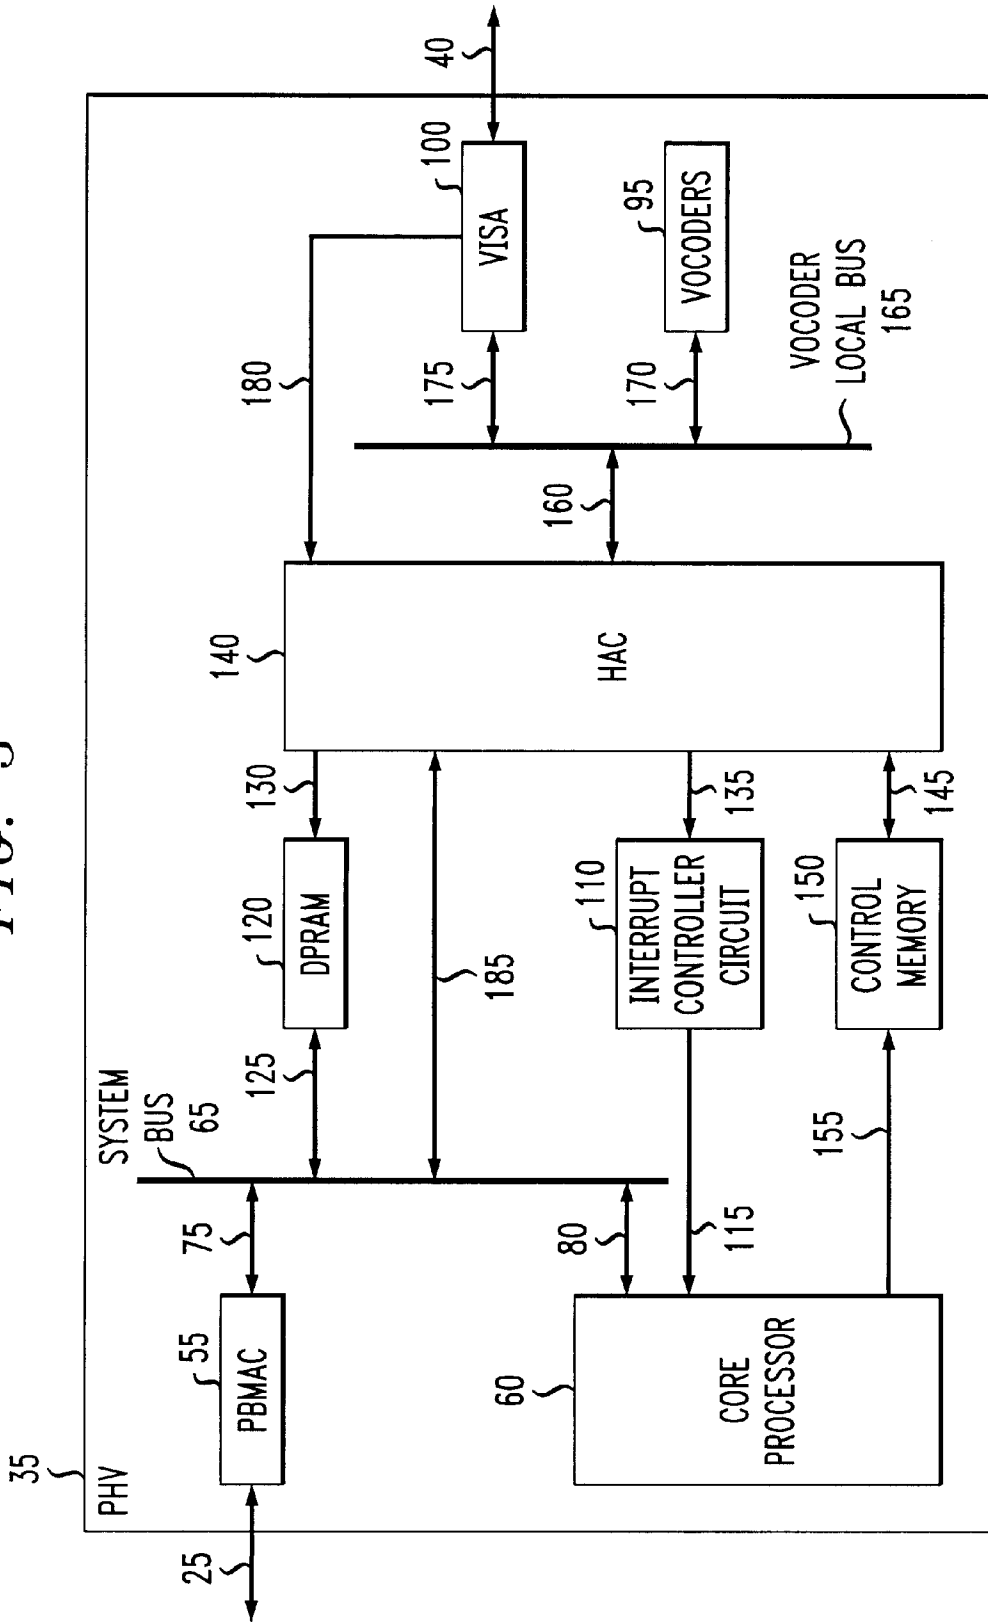 FIG. 3
35
PHV
25
PBMAC
55
75
SYSTEM
BUS
65
125
DPRAM
120
130
185
140
HAC
180
160
VISA
100
40
175
VOCODERS
95
170
VOCODER
LOCAL BUS
165
60
CORE
PROCESSOR
80
115
INTERRUPT
CONTROLLER
CIRCUIT
110
135
155
CONTROL
MEMORY
150
145